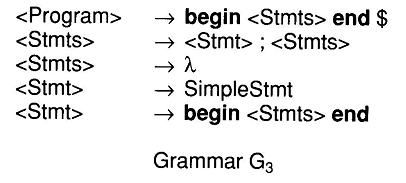 <Program> → begin <Stmts> end $
<Stmts> → <Stmt> ; <Stmts>
<Stmts> → λ
<Stmt> → SimpleStmt
<Stmt> → begin <Stmts> end
Grammar G₃